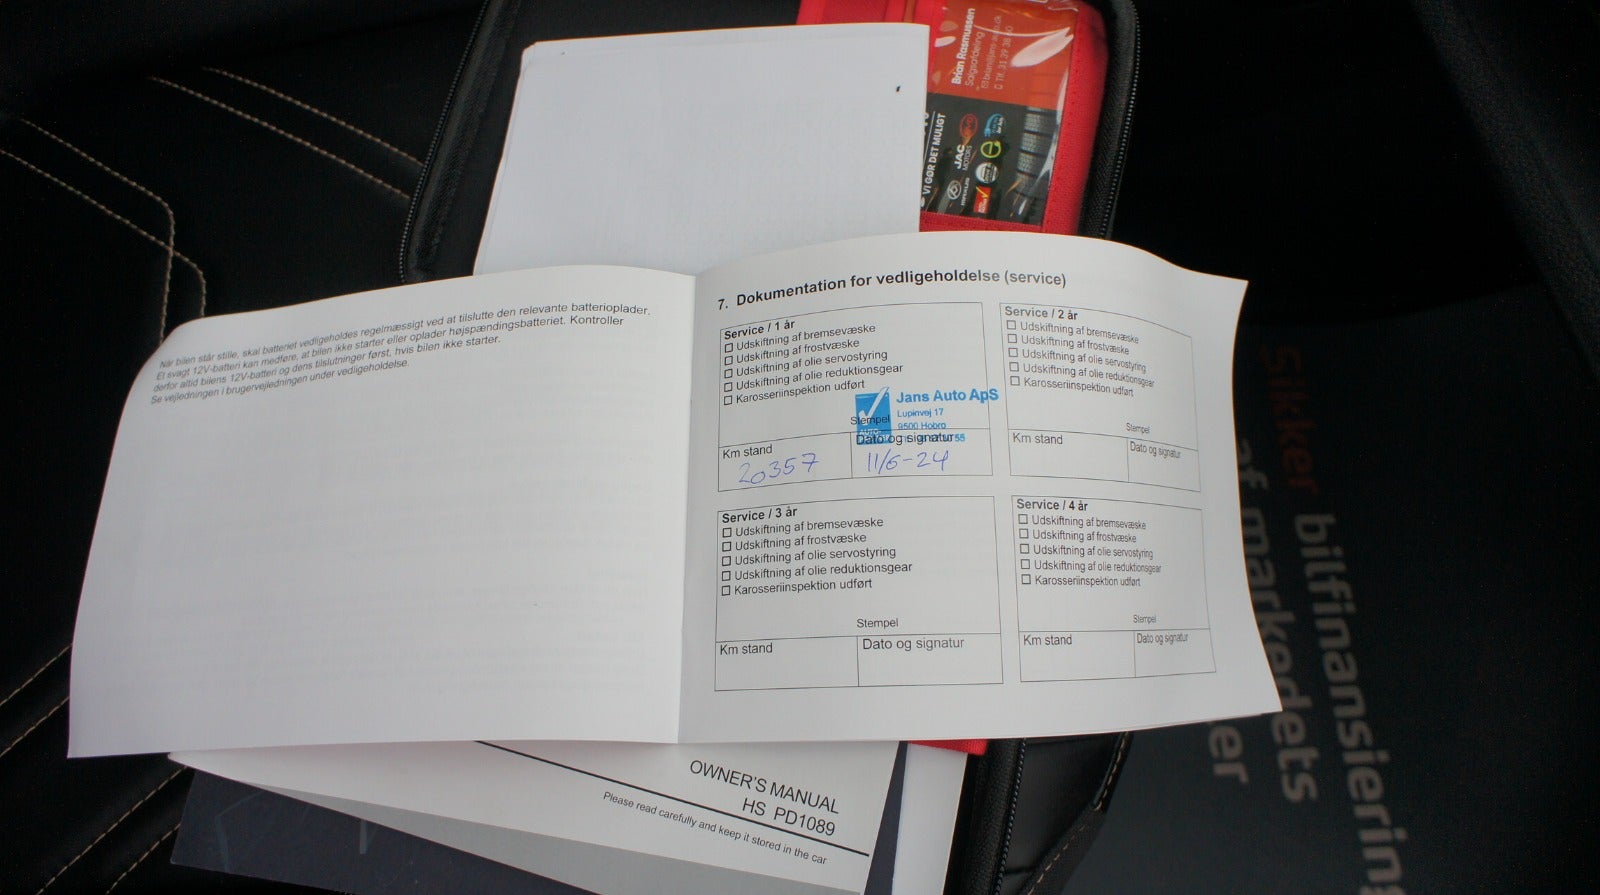 Brian Rasmussen
Salgsafdeling
VI GØR DET MULIGT
JAC
MOTORS
Når bilen står stille, skal batteriet vedligeholdes regelmæssigt ved at tilslutte den relevante batterioplader.
Et svagt 12V-batteri kan medføre, at bilen ikke starter eller oplader højspændingsbatteriet. Kontroller
derfor altid bilens 12V-batteri og dens tilslutninger først, hvis bilen ikke starter.
Se vejledningen i brugervejledningen under vedligeholdelse.
7. Dokumentation for vedligeholdelse (service)
Service / 1 år
Udskiftning af bremsevæske
Udskiftning af frostvæske
Udskiftning af olie servostyring
Udskiftning af olie reduktionsgear
Karosseriinspektion udført
Jans Auto ApS
Lupinvej 17
9500 Hobro
Stempel
Km stand
20357
Dato og signatur
11/6-24
Service / 2 år
Udskiftning af bremsevæske
Udskiftning af frostvæske
Udskiftning af olie servostyring
Udskiftning af olie reduktionsgear
Karosseriinspektion udført
Stempel
Km stand
Dato og signatur
Service / 3 år
Udskiftning af bremsevæske
Udskiftning af frostvæske
Udskiftning af olie servostyring
Udskiftning af olie reduktionsgear
Karosseriinspektion udført
Stempel
Km stand
Dato og signatur
Service / 4 år
Udskiftning af bremsevæske
Udskiftning af frostvæske
Udskiftning af olie servostyring
Udskiftning af olie reduktionsgear
Karosseriinspektion udført
Stempel
Km stand
Dato og signatur
OWNER'S MANUAL
HS PD1089
Please read carefully and keep it stored in the car
sikker bilfinansiering
af markedets